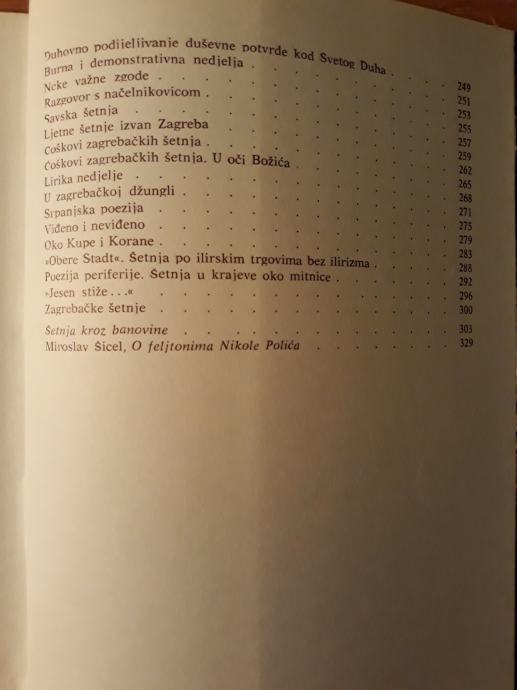 Duhovno podjeljivanje duševne potvrde kod Svetog Duha . . . 249
Burna i demonstrativna nedjelja . . . . . . . 251
Neke važne zgode . . . . . . . . . . 253
Razgovor s načelnikovicom . . . . . . . . . 255
Savska šetnja . . . . . . . . . . . 257
Ljetne šetnje izvan Zagreba . . . . . . . . 259
Ćoškovi zagrebačkih šetnja . . . . . . . . . 262
Ćoškovi zagrebačkih šetnja. U oči Božića . . . . . . 265
Lirika nedjelje . . . . . . . . . . . 268
U zagrebačkoj džungli . . . . . . . . . 271
Srpanjska poezija . . . . . . . . . . 275
Viđeno i neviđeno . . . . . . . . . . 279
Oko Kupe i Korane . . . . . . . . . . 283
»Obere Stadt«. Šetnja po ilirskim trgovima bez ilirizma . . . 288
Poezija periferije. Šetnja u krajeve oko mitnice . . . . . 292
»Jesen stiže...« . . . . . . . . . . 296
Zagrebačke šetnje . . . . . . . . . . 300
Šetnja kroz banovine . . . . . . . . . 303
Miroslav Šicel, O feljtonima Nikole Polića . . . . . . 329